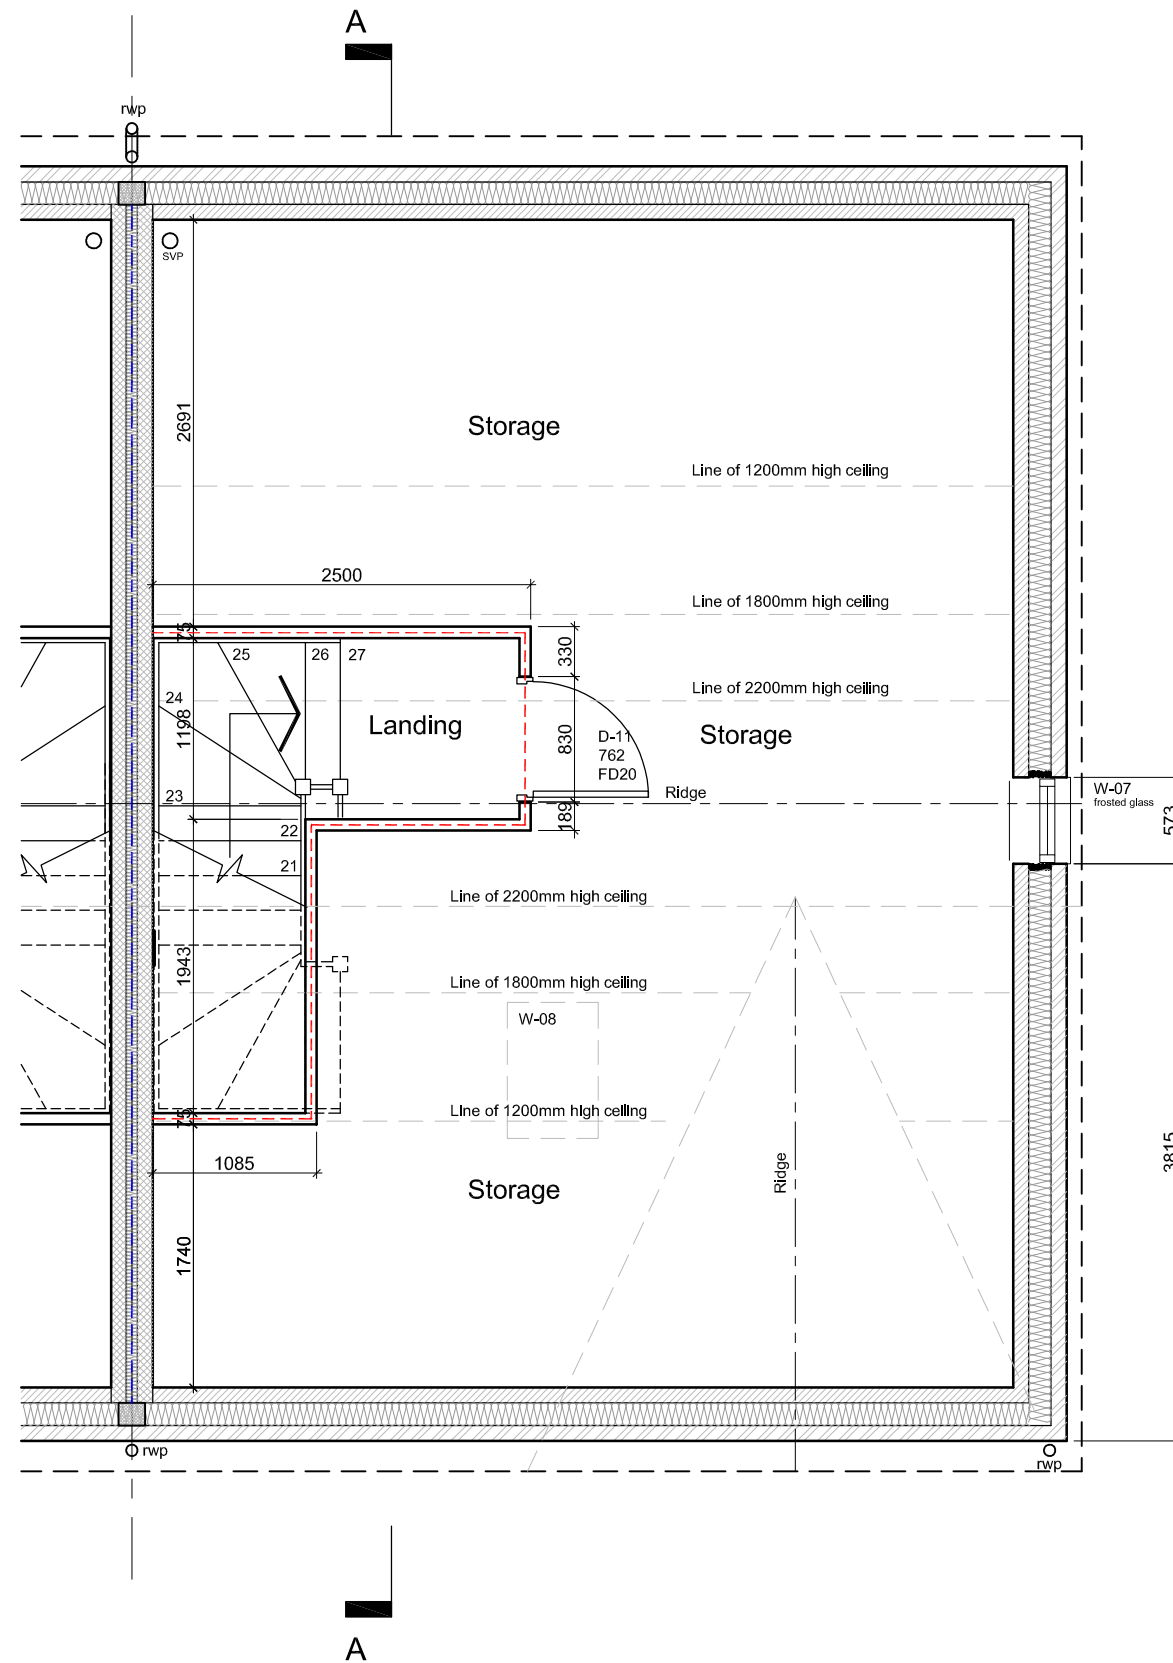 A
rwp
SVP
2691
Storage
Line of 1200mm high ceiling
2500
Line of 1800mm high ceiling
75
330
25
26
27
Line of 2200mm high ceiling
24
1198
Landing
830
D-11
762
FD20
Storage
Ridge
W-07
frosted glass
23
189
573
22
21
Line of 2200mm high ceiling
1943
Line of 1800mm high ceiling
W-08
75
Line of 1200mm high ceiling
1085
Ridge
3815
Storage
1740
rwp
rwp
A